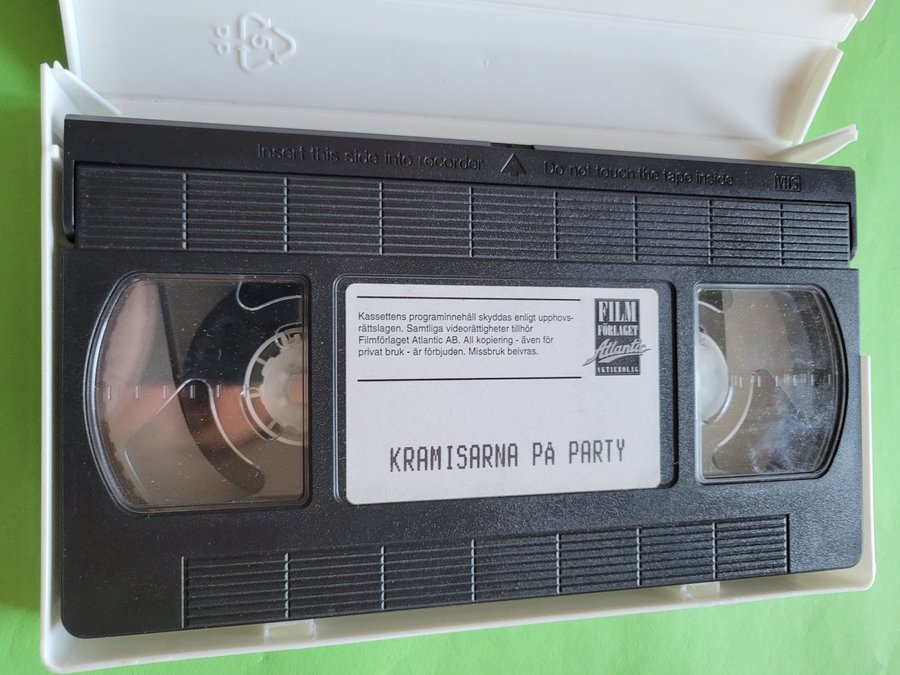 5
PP
Insert this side into recorder Do not touch the tape inside VHS
Kassettens programinnehåll skyddas enligt upphovs-
rättslagen. Samtliga videorättigheter tillhör
Filmförlaget Atlantic AB. All kopiering - även för
privat bruk - är förbjuden. Missbruk beivras.
FILM
FÖRLAGET
Atlantic
AKTIEBOLAG
KRAMISARNA PÅ PARTY